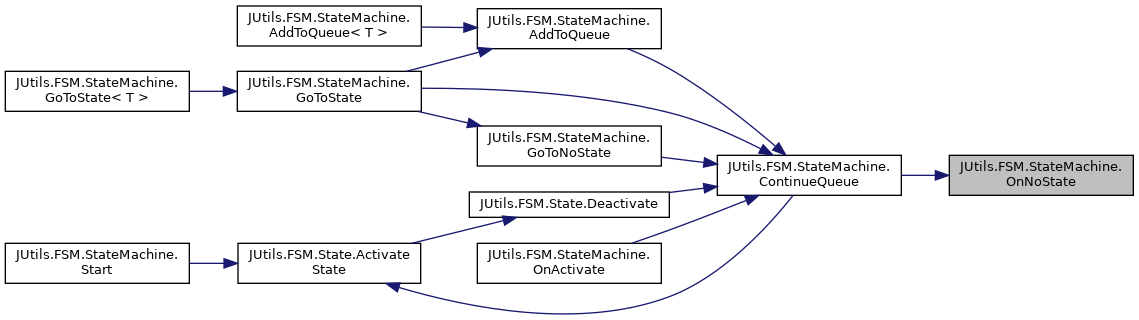 JUtils.FSM.StateMachine.
AddToQueue< T >
JUtils.FSM.StateMachine.
AddToQueue
JUtils.FSM.StateMachine.
GoToState< T >
JUtils.FSM.StateMachine.
GoToState
JUtils.FSM.StateMachine.
GoToNoState
JUtils.FSM.StateMachine.
ContinueQueue
JUtils.FSM.StateMachine.
OnNoState
JUtils.FSM.State.Deactivate
JUtils.FSM.StateMachine.
Start
JUtils.FSM.State.Activate
State
JUtils.FSM.StateMachine.
OnActivate